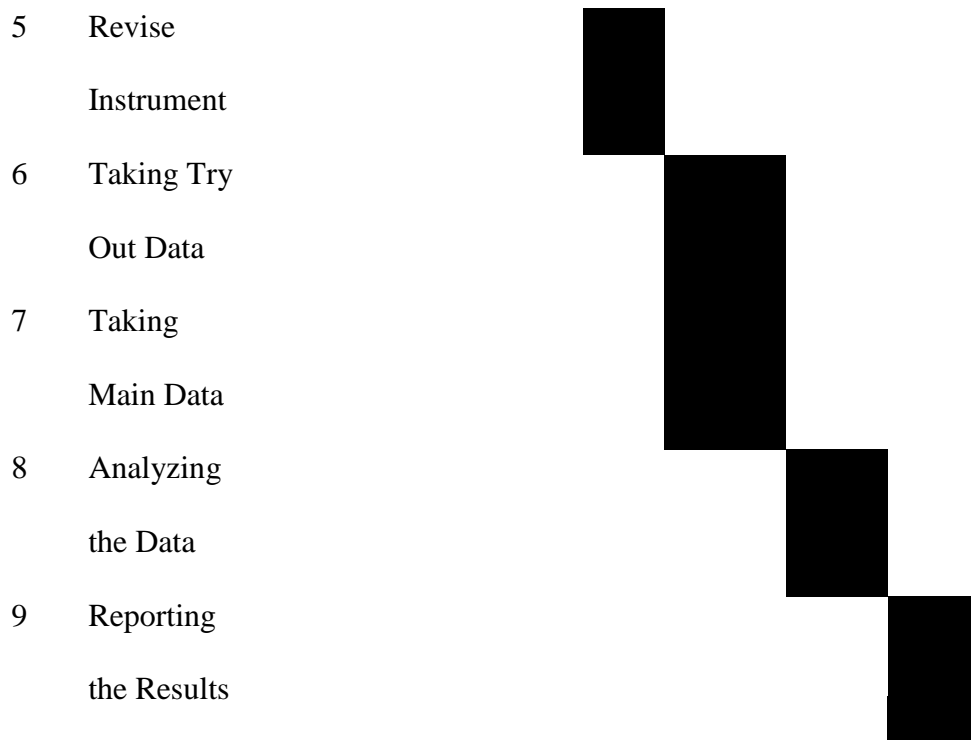 5 Revise
Instrument
6 Taking Try
Out Data
7 Taking
Main Data
8 Analyzing
the Data
9 Reporting
the Results